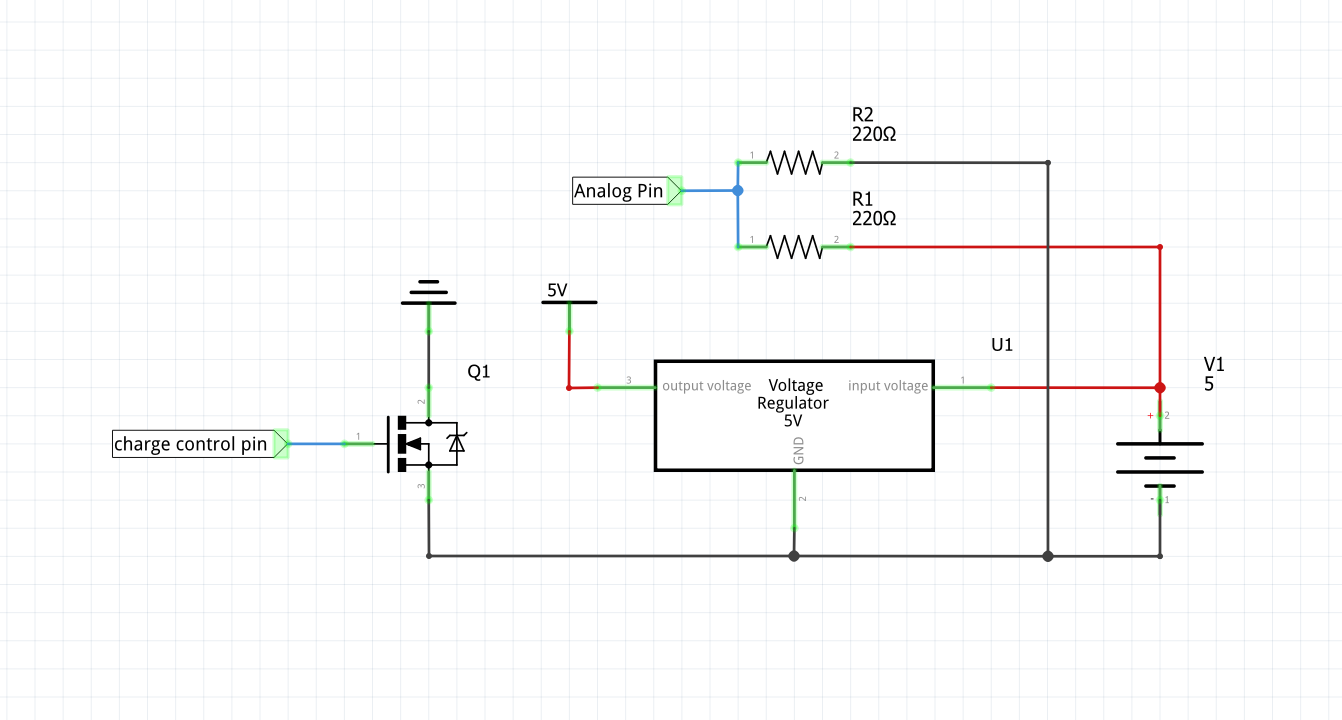 R2
220Ω
1
2
Analog Pin
R1
220Ω
1
2
5V
U1
Q1
V1
5
3
output voltage
Voltage
Regulator
5V
input voltage
1
GND
2
2
charge control pin
1
3
+
2
-
1